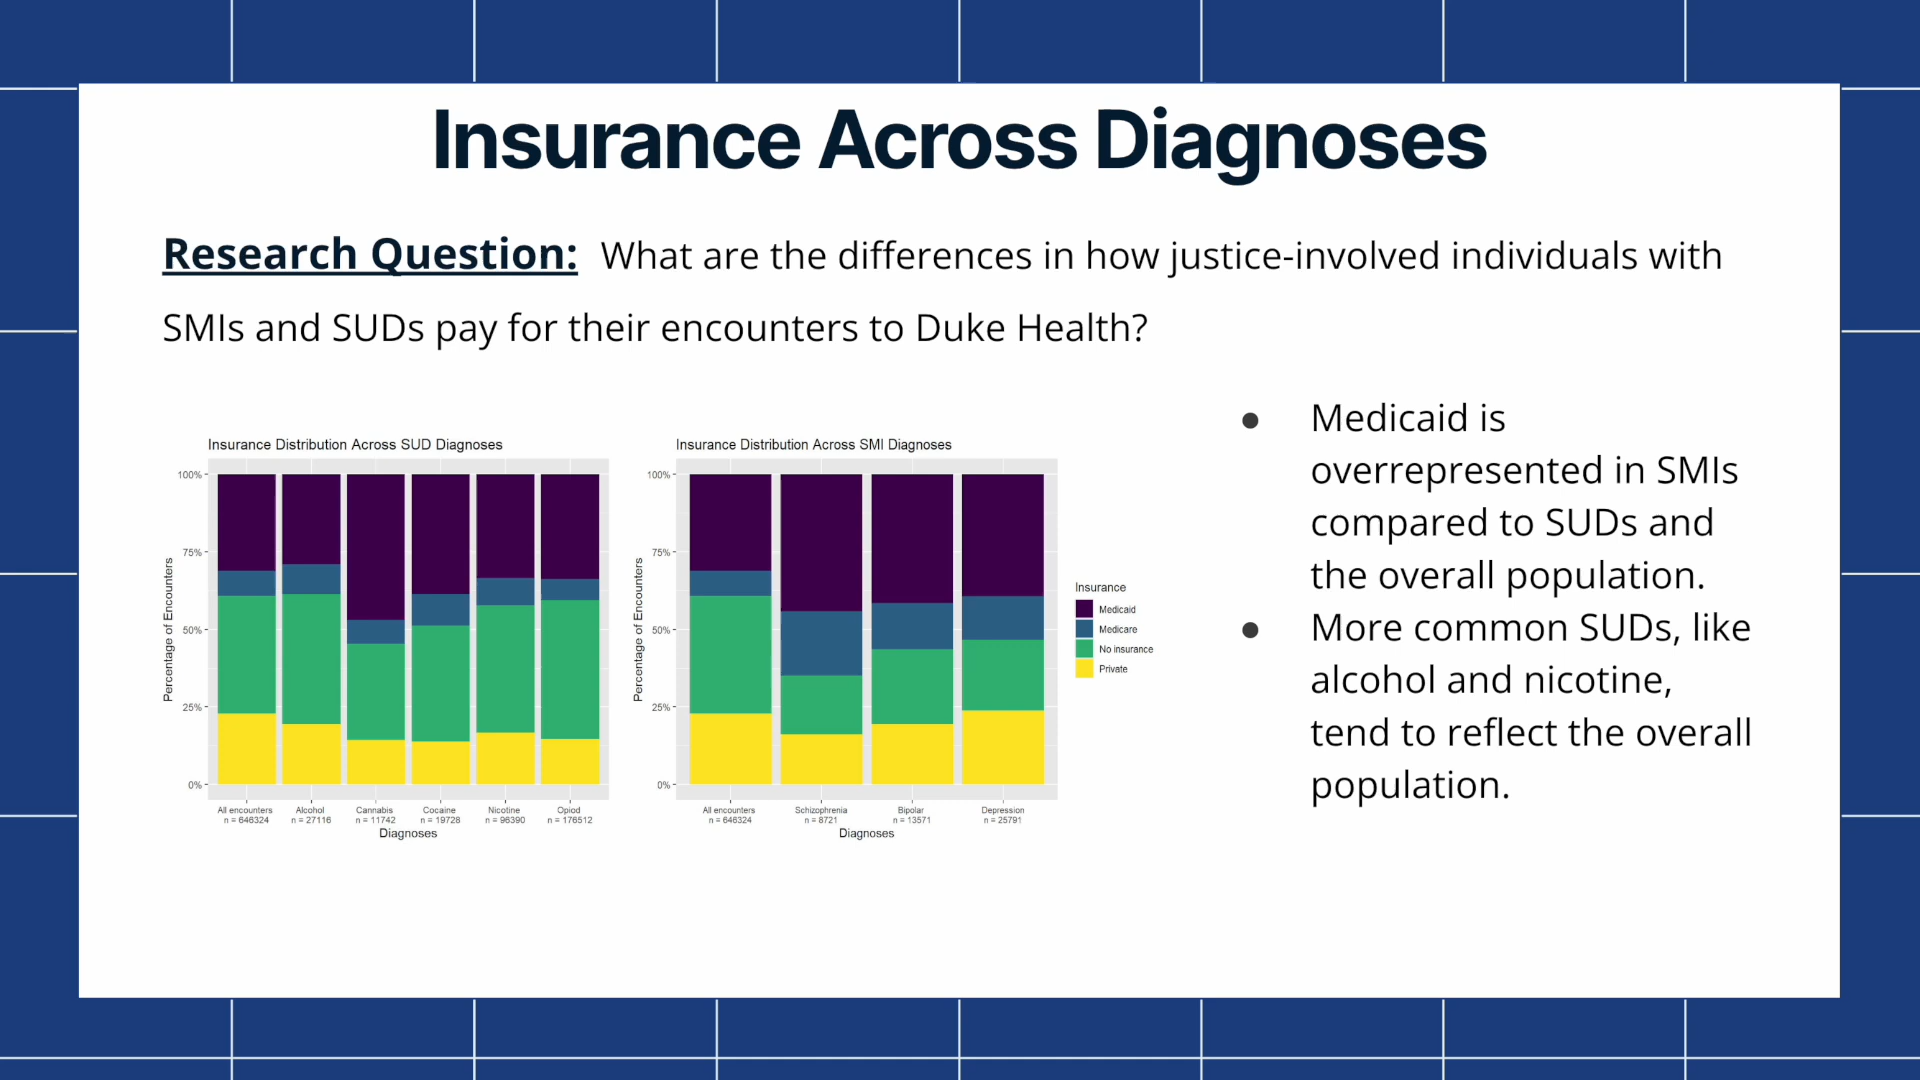 Insurance Across Diagnoses
Research Question: What are the differences in how justice-involved individuals with
SMIs and SUDs pay for their encounters to Duke Health?
Insurance Distribution Across SUD Diagnoses
Percentage of Encounters
100%
75%
50%
25%
0%
All encounters Alcohol Cannabis Cocaine Nicotine Opiod
n = 646324 n = 27116 n = 11742 n = 19728 n = 96390 n = 176512
Diagnoses
Insurance Distribution Across SMI Diagnoses
Percentage of Encounters
100%
75%
50%
25%
0%
All encounters Schizophrenia Bipolar Depression
n = 646324 n = 8721 n = 13571 n = 25791
Diagnoses
Insurance
Medicaid
Medicare
No insurance
Private
● Medicaid is
overrepresented in SMIs
compared to SUDs and
the overall population.
● More common SUDs, like
alcohol and nicotine,
tend to reflect the overall
population.